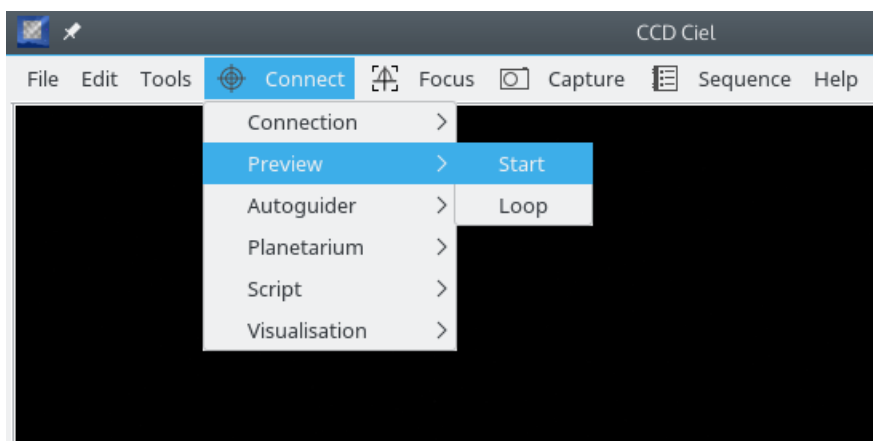 CCD Ciel
File Edit Tools Connect Focus Capture Sequence Help
Connection
Preview Start
Autoguider Loop
Planetarium
Script
Visualisation